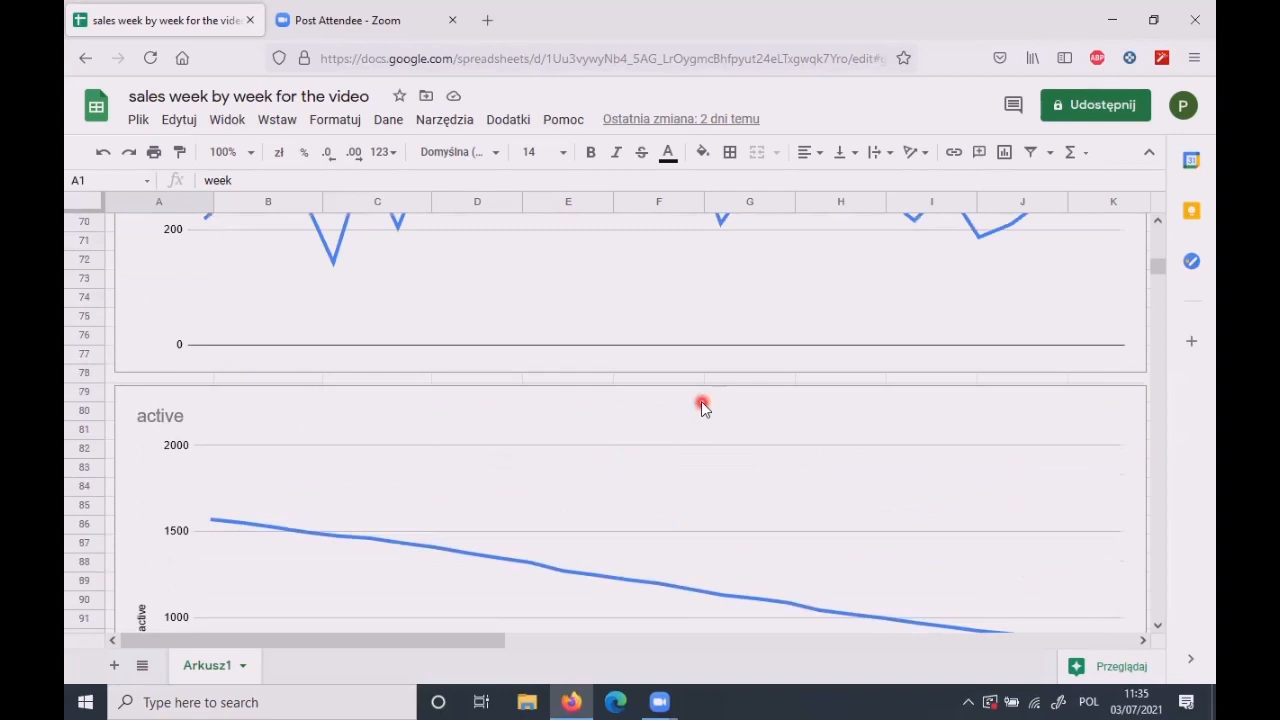 sales week by week for the vide
Post Attendee - Zoom
https://docs.google.com/spreadsheets/d/1Uu3vywyNb4_5AG_LrOygmcBhfpyut24eLTxgwqk7Yro/edit#g
ABP
sales week by week for the video
Udostępnij
P
Plik Edytuj Widok Wstaw Formatuj Dane Narzędzia Dodatki Pomoc Ostatnia zmiana: 2 dni temu
100% zł % .0 .00 123 Domyślna (... 14 B I S A Σ
A1 fx week
A B C D E F G H I J K
70
200
71
72
73
74
75
76
0
77
78
79
active
80
81
2000
82
83
84
85
86
1500
87
88
89
90
active
1000
91
Arkusz1
Przeglądaj
Type here to search
POL
11:35
03/07/2021
31